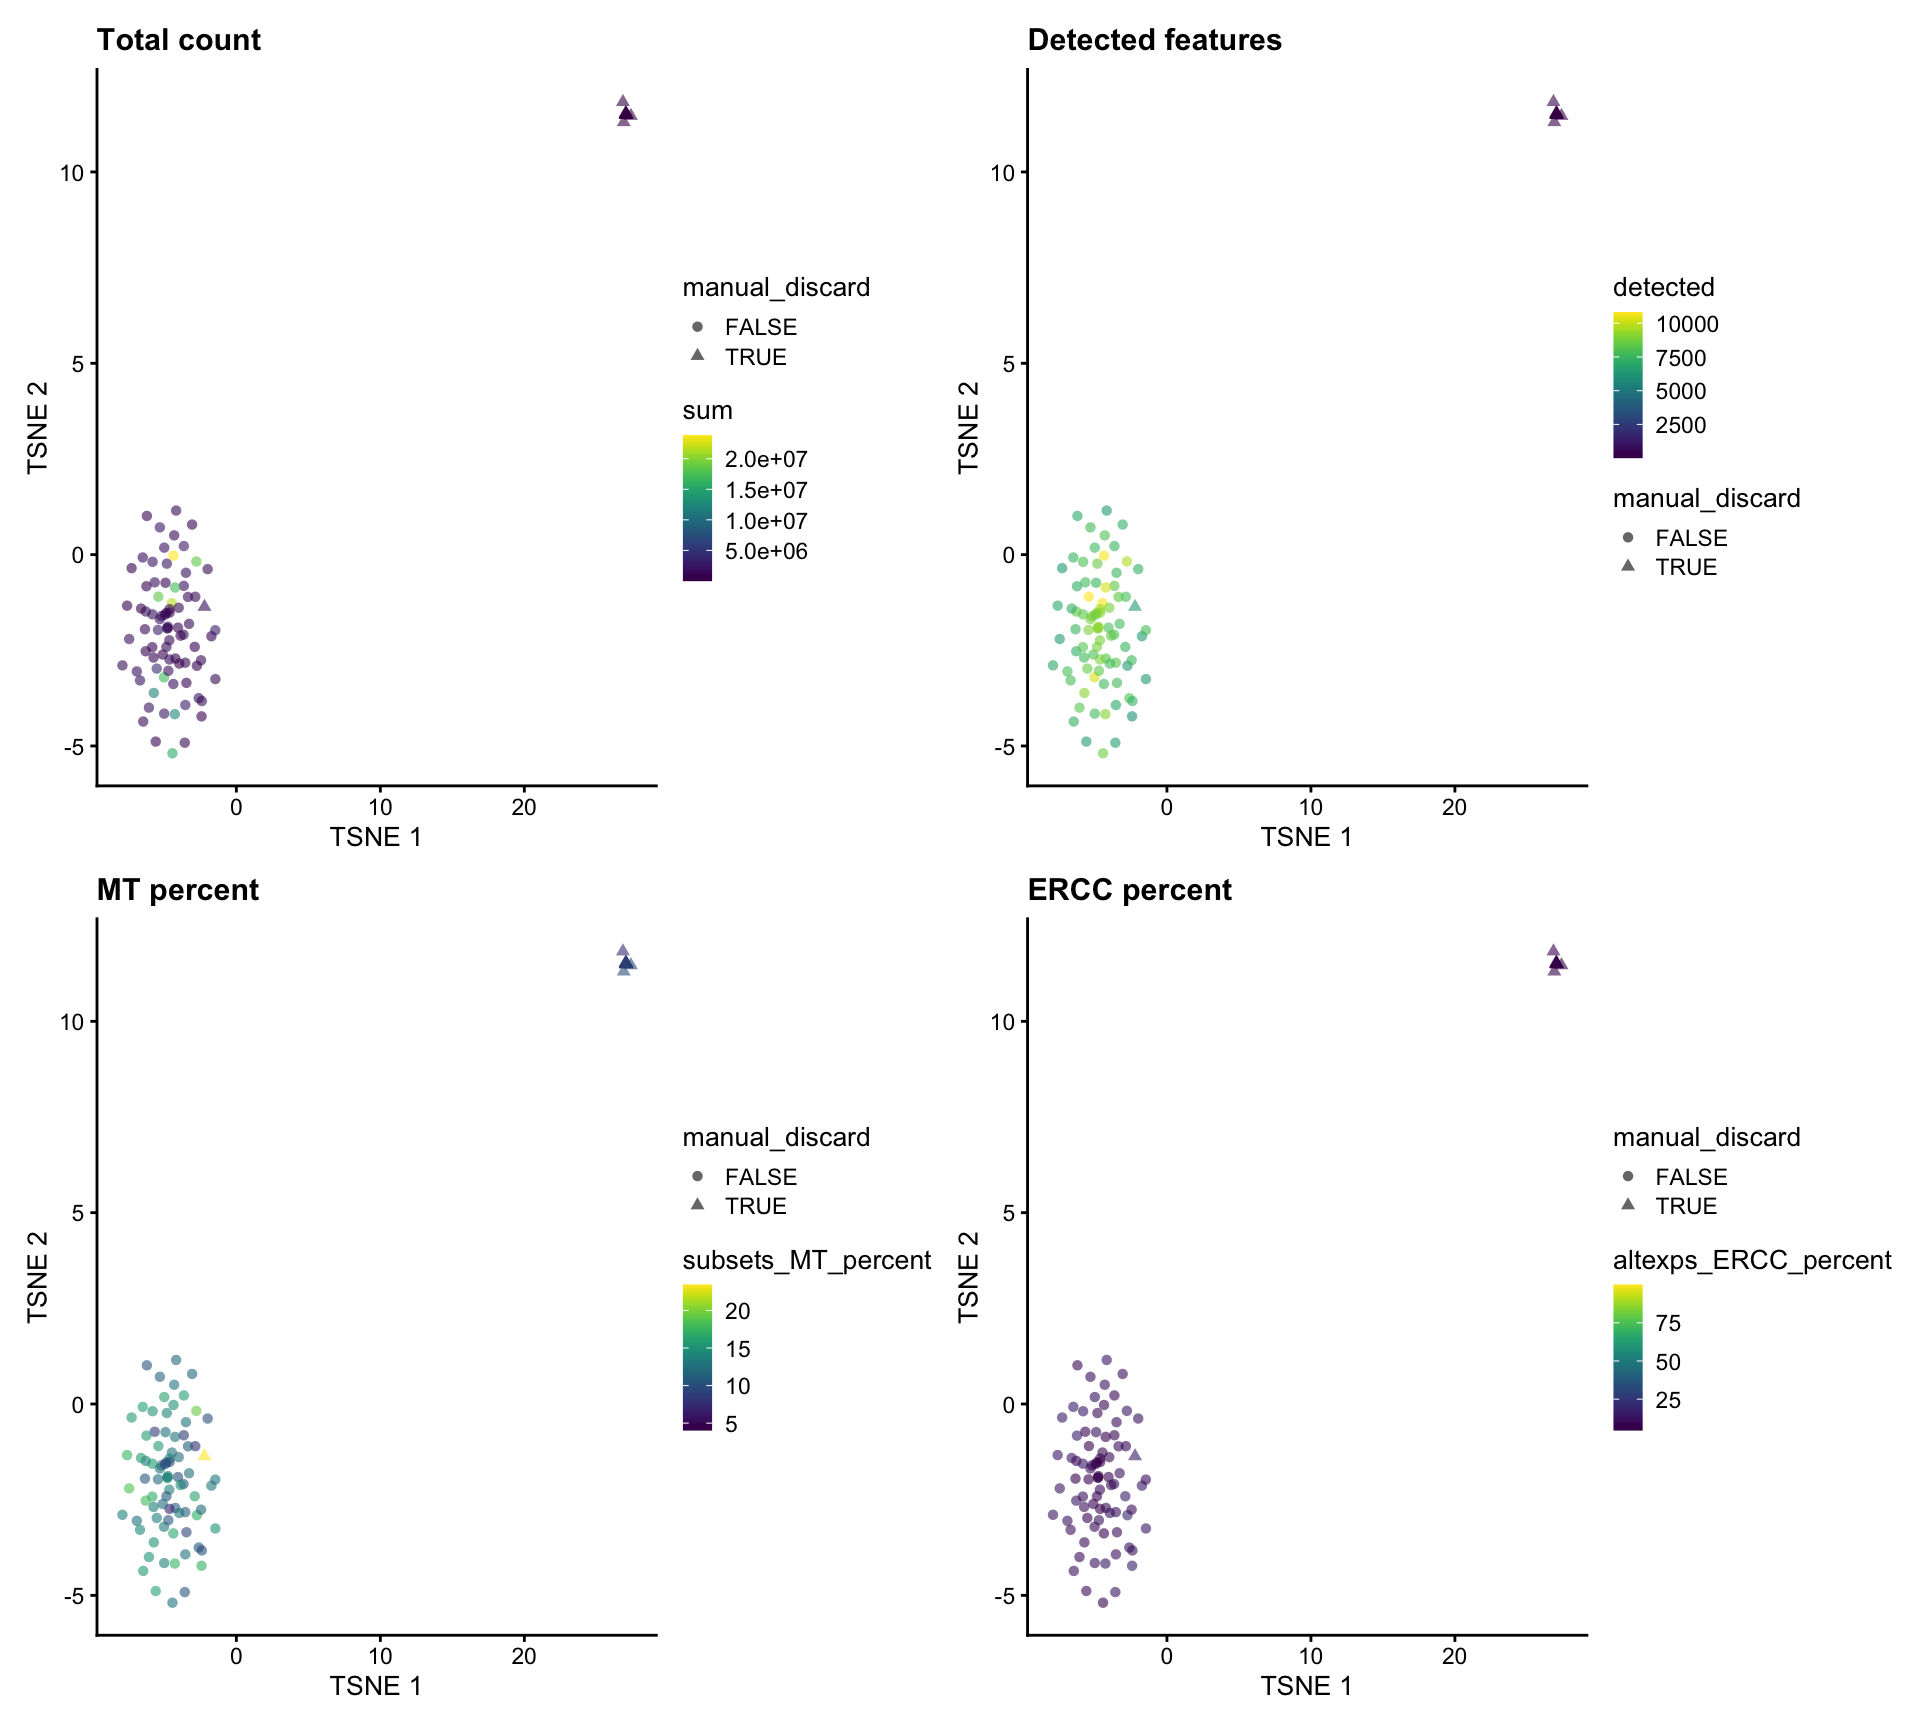 Total count
TSNE 2
10
5
0
-5
0 10 20
TSNE 1
manual_discard
FALSE
TRUE
sum
2.0e+07
1.5e+07
1.0e+07
5.0e+06
Detected features
TSNE 2
10
5
0
-5
0 10 20
TSNE 1
detected
10000
7500
5000
2500
manual_discard
FALSE
TRUE
MT percent
TSNE 2
10
5
0
-5
0 10 20
TSNE 1
manual_discard
FALSE
TRUE
subsets_MT_percent
20
15
10
5
ERCC percent
TSNE 2
10
5
0
-5
0 10 20
TSNE 1
manual_discard
FALSE
TRUE
altexps_ERCC_percent
75
50
25